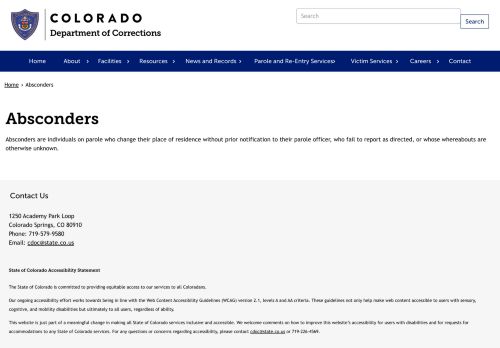 COLORADO
Department of Corrections
Search
Search
Home About › Facilities › Resources › News and Records › Parole and Re-Entry Services › Victim Services › Careers › Contact
Home › Absconders
Absconders
Absconders are individuals on parole who change their place of residence without prior notification to their parole officer, who fail to report as directed, or whose whereabouts are
otherwise unknown.
Contact Us
1250 Academy Park Loop
Colorado Springs, CO 80910
Phone: 719-579-9580
Email: cdoc@state.co.us
State of Colorado Accessibility Statement
The State of Colorado is committed to providing equitable access to our services to all Coloradans.
Our ongoing accessibility effort works towards being in line with the Web Content Accessibility Guidelines (WCAG) version 2.1, levels A and AA criteria. These guidelines not only help make web content accessible to users with sensory,
cognitive, and mobility disabilities but ultimately to all users, regardless of ability.
This website is just part of a meaningful change in making all State of Colorado services inclusive and accessible. We welcome comments on how to improve this website's accessibility for users with disabilities and for requests for
accommodations to any State of Colorado services. For any questions or concerns regarding accessibility, please contact cdoc@state.co.us or 719-226-4569.